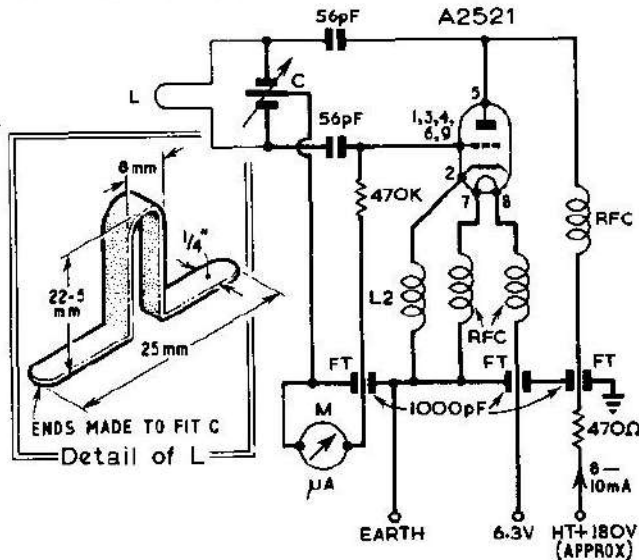 56pF
A2521
L
C
5
1,3,4,
6,9
56pF
2
7
8
470K
RFC
8mm
1/4"
22·5
mm
25mm
ENDS MADE TO FIT C
Detail of L
L2
RFC
FT
FT
FT
1000pF
M
μA
470Ω
8—
10mA
EARTH
6.3V
HT+180V
(APPROX)